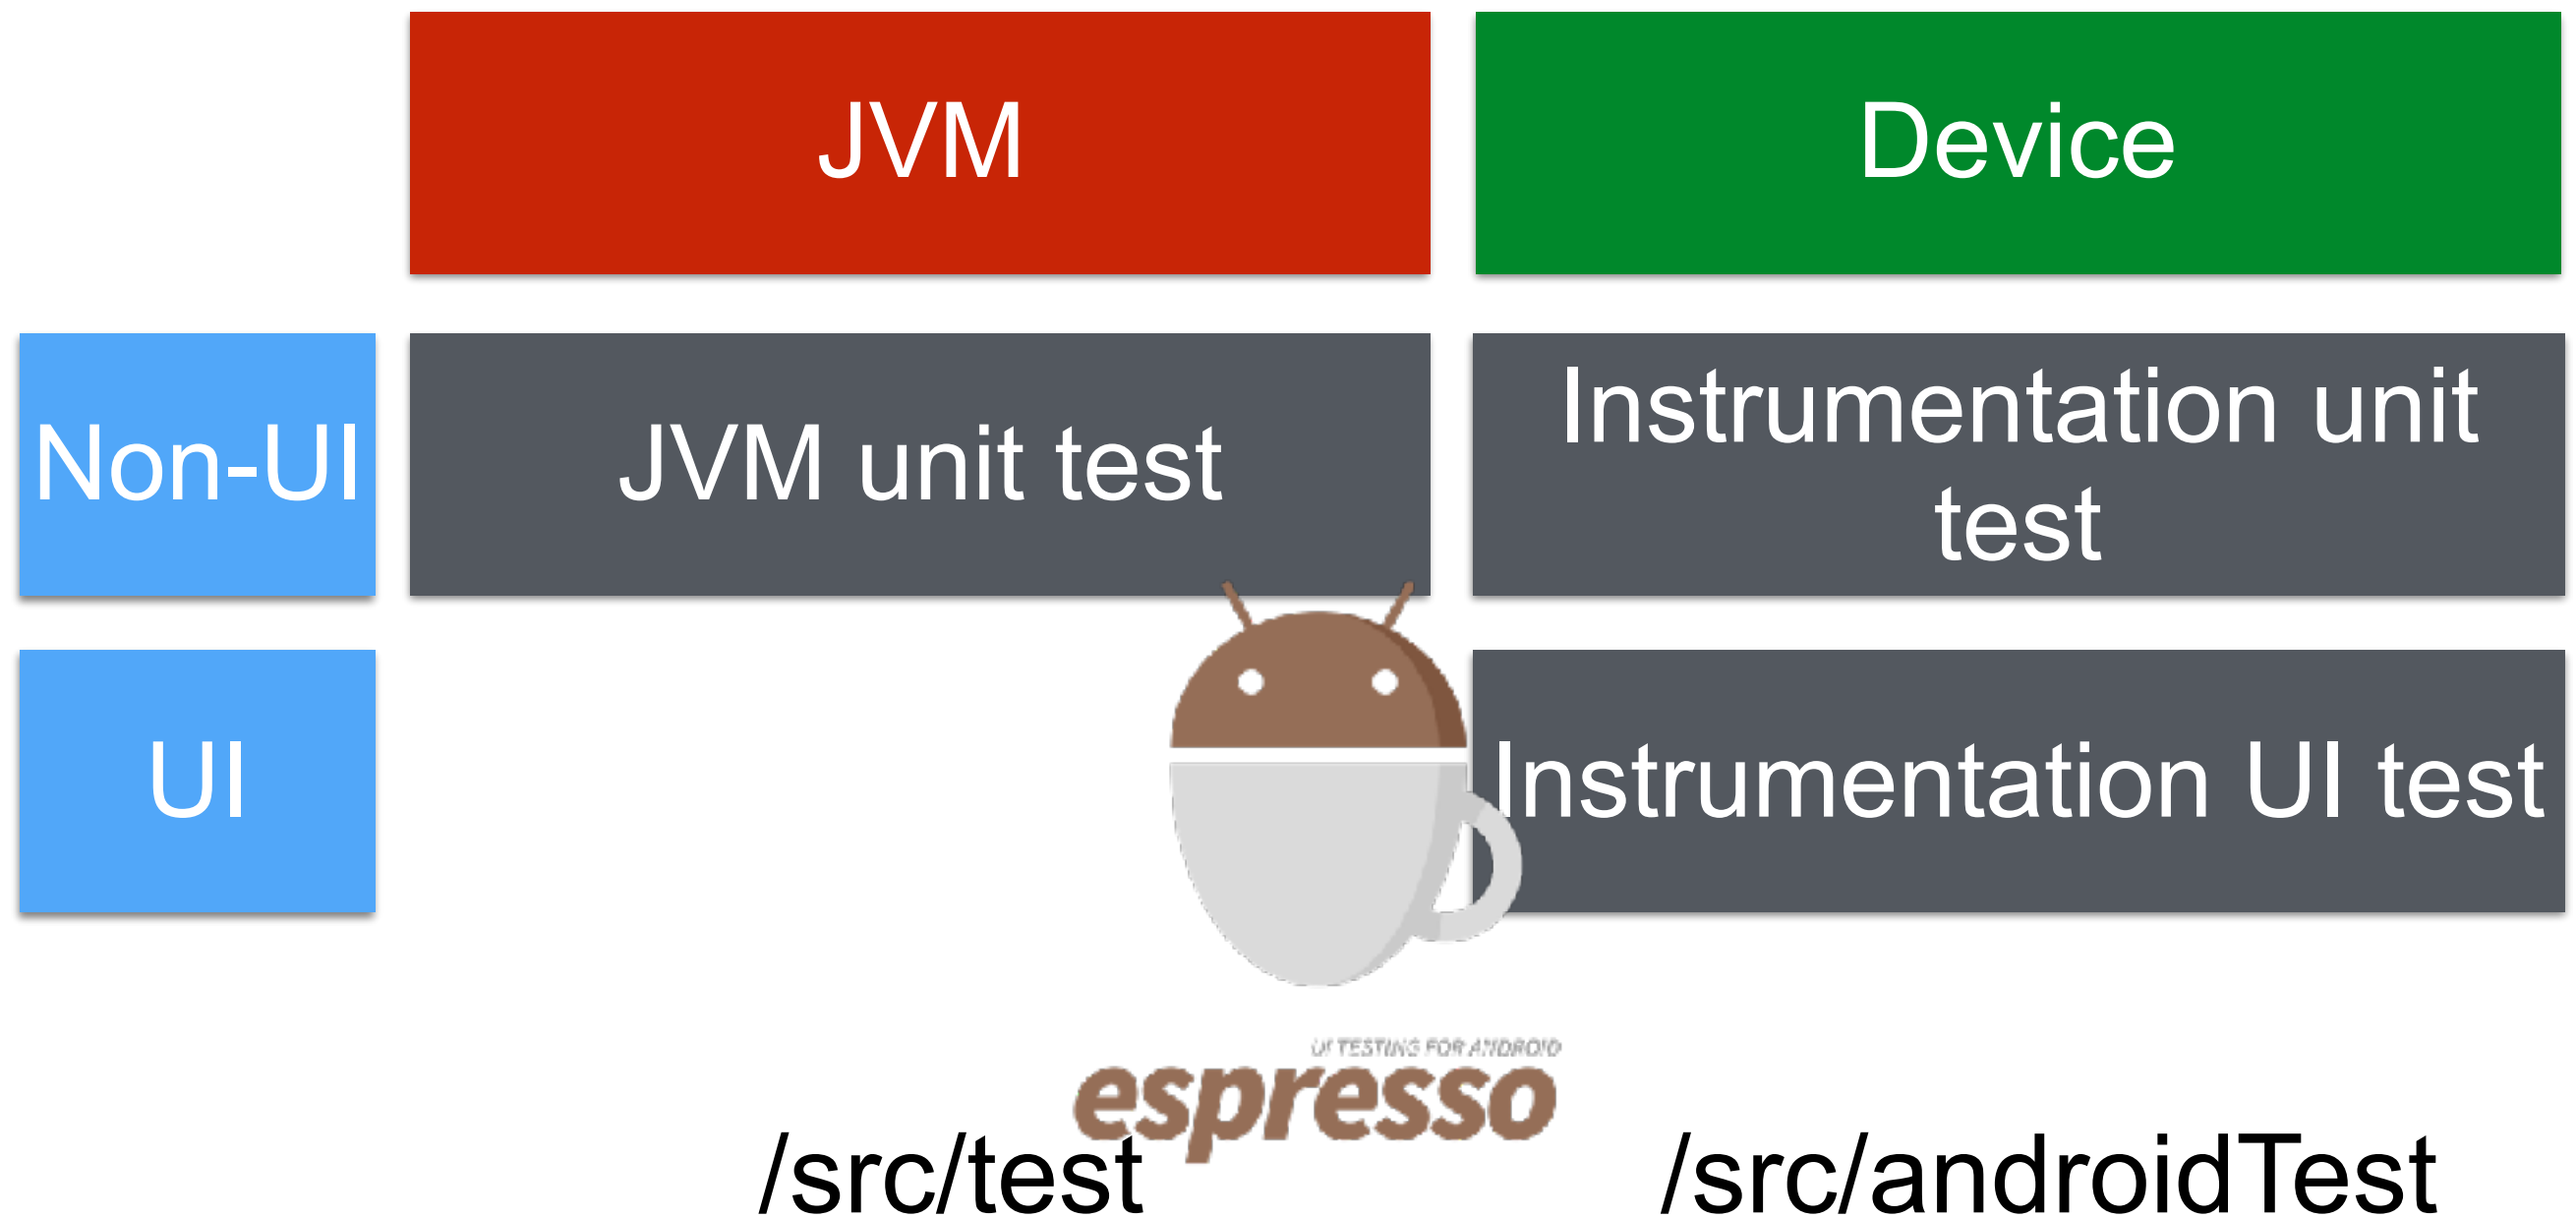 JVM
Device
Non-UI
JVM unit test
Instrumentation unit
test
UI
Instrumentation UI test
UI TESTING FOR ANDROID
espresso
/src/test
/src/androidTest